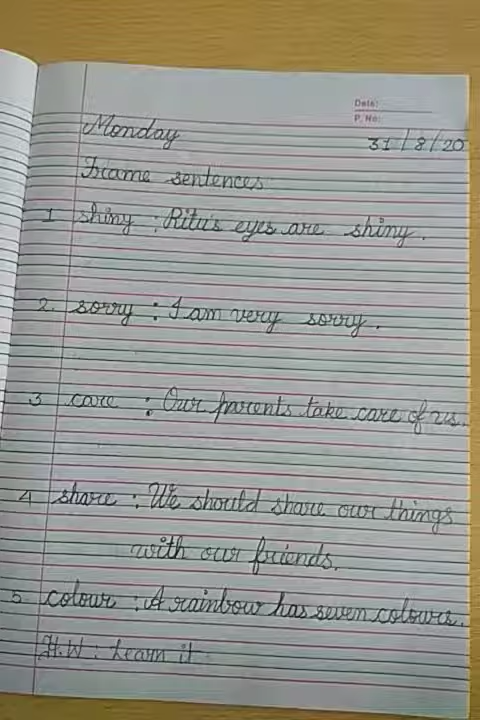 Date:
P. No:
Monday 31/8/20
Frame sentences
1 shiny : Ritu's eyes are shiny.
2. sorry : I am very sorry.
3 care : Our parents take care of us.
4 share : We should share our things
with our friends.
5 colour : A rainbow has seven colours.
H.W : Learn it.